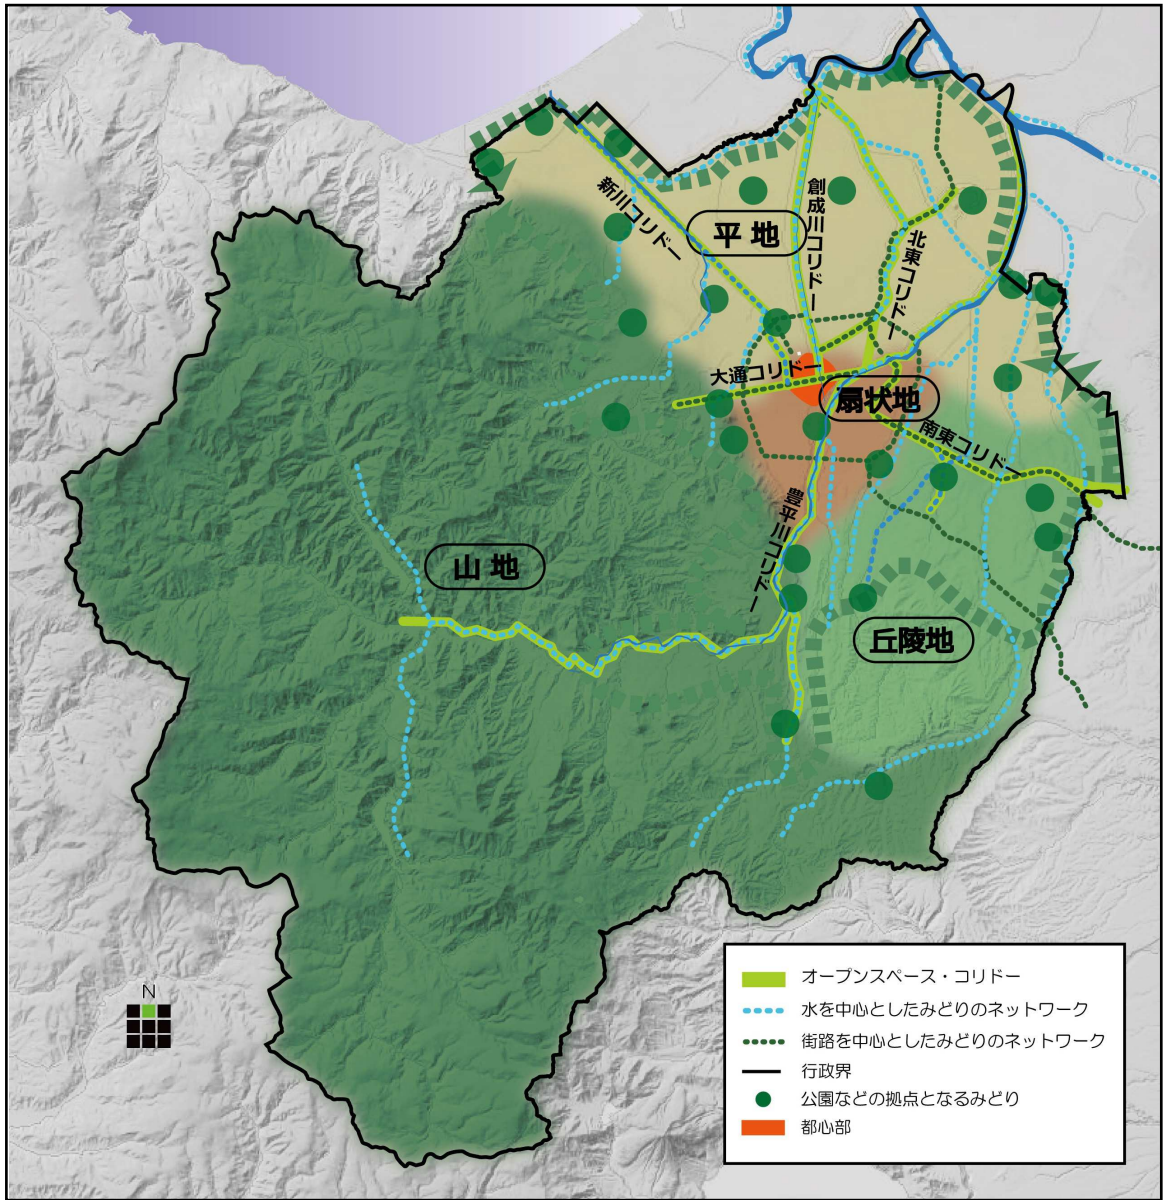 新川コリドー
平地
創成川コリドー
北東コリドー
大通コリドー
扇状地
南東コリドー
豊平川コリドー
山地
丘陵地
N
オープンスペース・コリドー
水を中心としたみどりのネットワーク
街路を中心としたみどりのネットワーク
行政界
公園などの拠点となるみどり
都心部